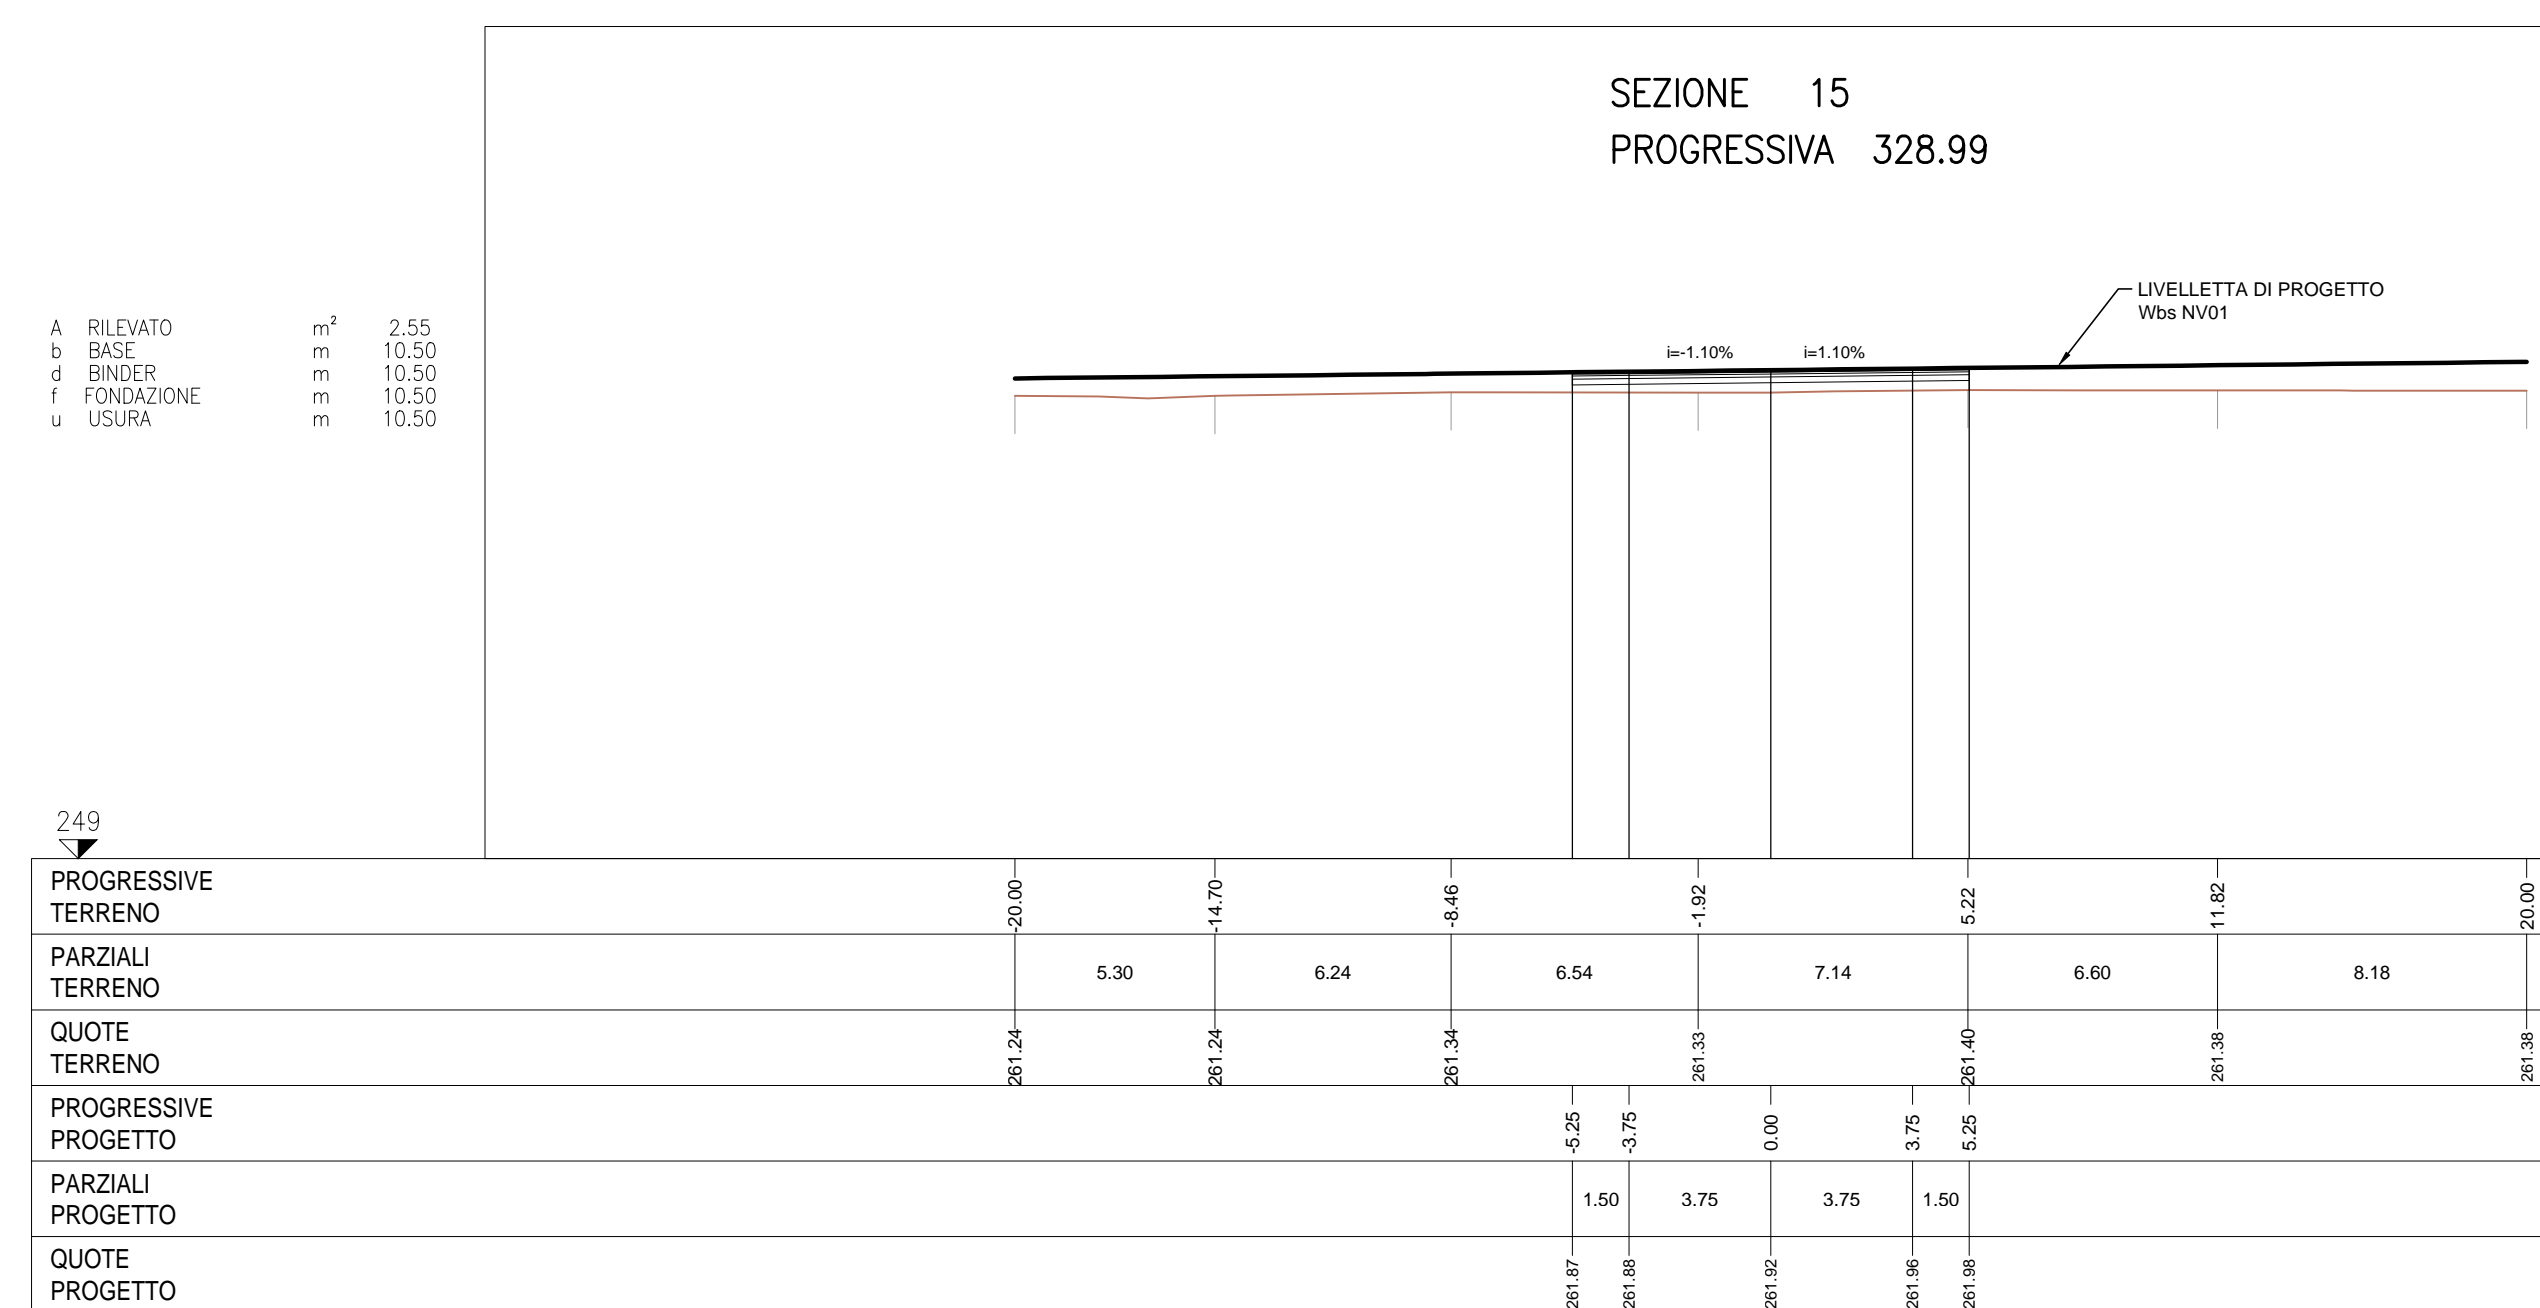 SEZIONE 15
PROGRESSIVA 328.99
LIVELLETTA DI PROGETTO
Wbs NV01
i=-1.10% i=1.10%
A RILEVATO m² 2.55
b BASE m 10.50
d BINDER m 10.50
f FONDAZIONE m 10.50
u USURA m 10.50
249
PROGRESSIVE
TERRENO
-20.00 -14.70 -8.46 -1.92 5.22 11.82 20.00
PARZIALI
TERRENO
5.30 6.24 6.54 7.14 6.60 8.18
QUOTE
TERRENO
261.24 261.24 261.34 261.33 261.40 261.38 261.38
PROGRESSIVE
PROGETTO
-5.25 -3.75 0.00 3.75 5.25
PARZIALI
PROGETTO
1.50 3.75 3.75 1.50
QUOTE
PROGETTO
261.87 261.88 261.92 261.96 261.98